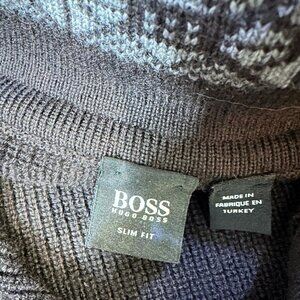 BOSS
HUGO BOSS
SLIM FIT
MADE IN
FABRIQUE EN
TURKEY